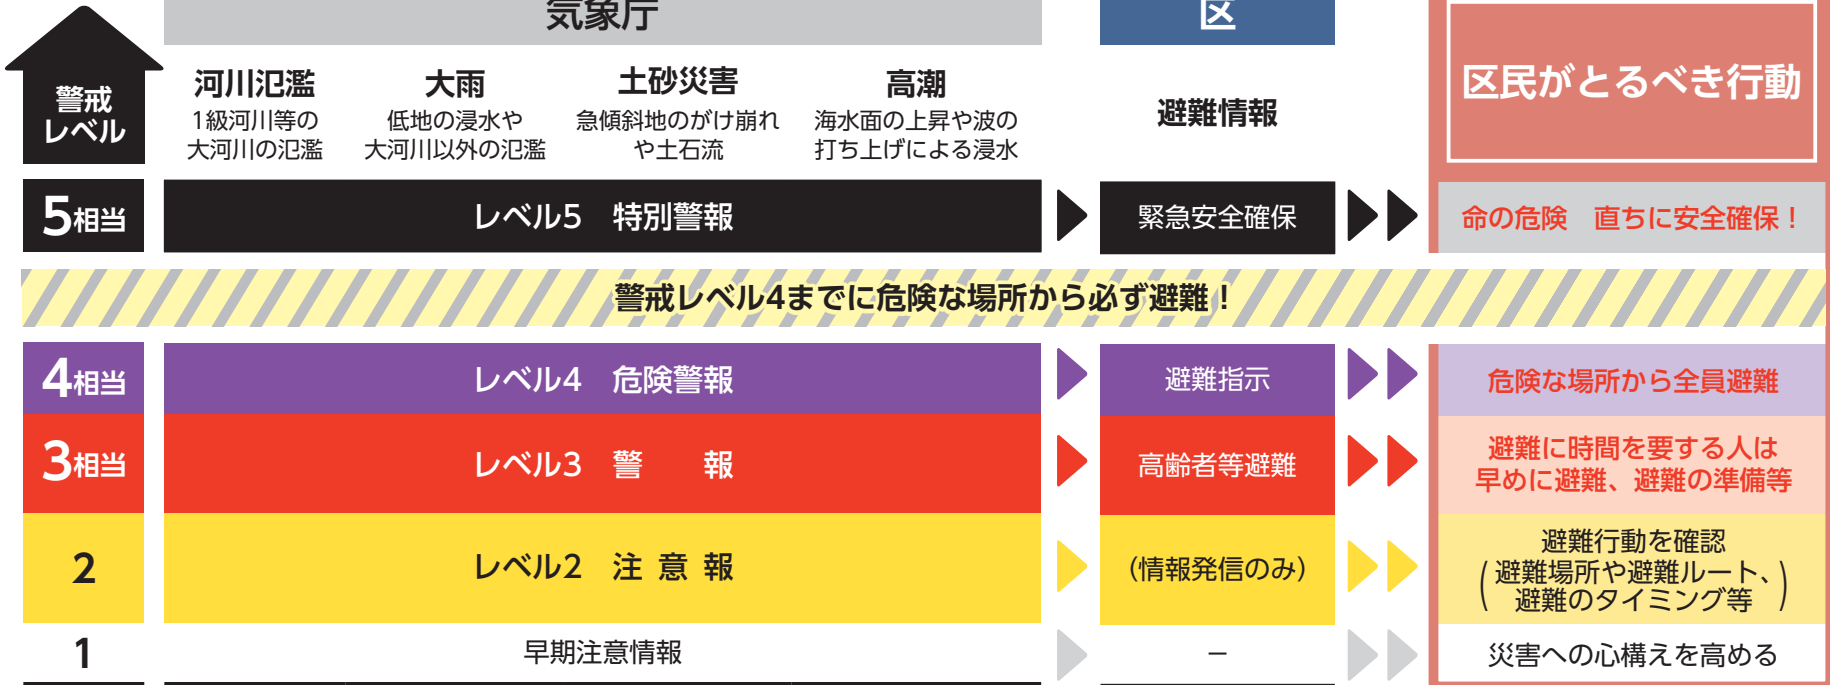 気象庁
区
区民がとるべき行動
警戒
レベル
河川氾濫
1級河川等の
大河川の氾濫
大雨
低地の浸水や
大河川以外の氾濫
土砂災害
急傾斜地のがけ崩れ
や土石流
高潮
海水面の上昇や波の
打ち上げによる浸水
避難情報
5相当
レベル5 特別警報
緊急安全確保
命の危険 直ちに安全確保！
警戒レベル4までに危険な場所から必ず避難！
4相当
レベル4 危険警報
避難指示
危険な場所から全員避難
3相当
レベル3 警 報
高齢者等避難
避難に時間を要する人は
早めに避難、避難の準備等
2
レベル2 注 意 報
（情報発信のみ）
避難行動を確認
(避難場所や避難ルート、
避難のタイミング等)
1
早期注意情報
－
災害への心構えを高める